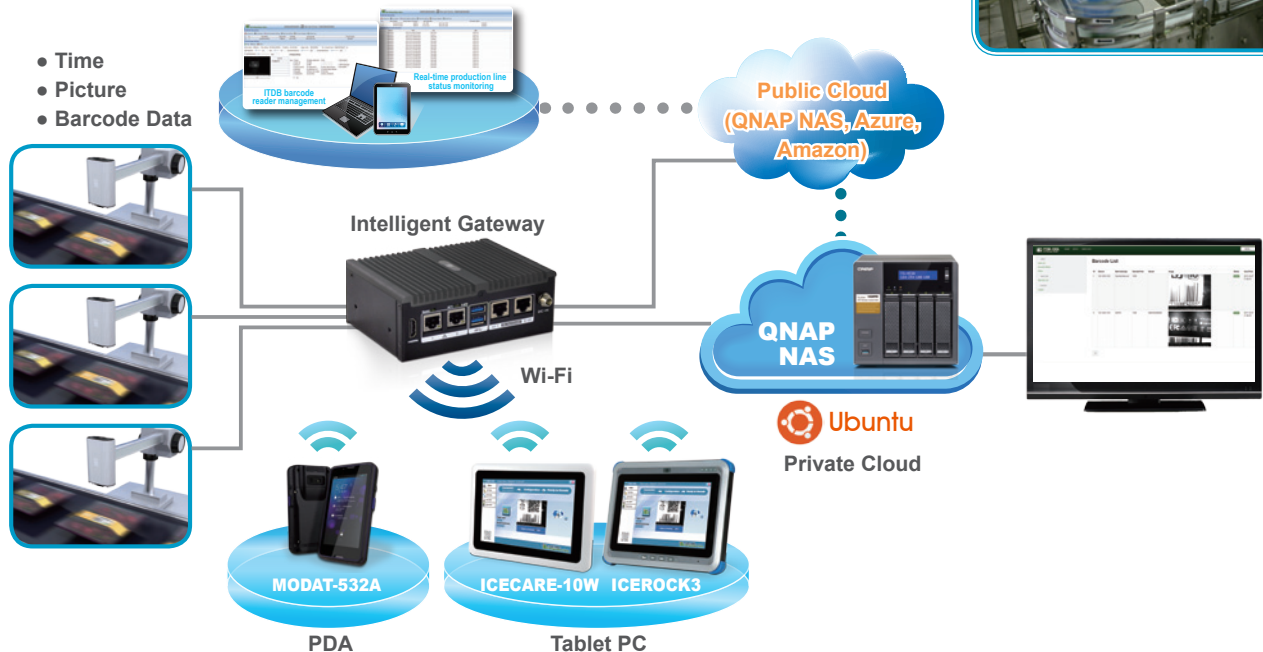 ● Time
● Picture
● Barcode Data
ITDB barcode
reader management
Real-time production line
status monitoring
Public Cloud
(QNAP NAS, Azure,
Amazon)
Intelligent Gateway
Wi-Fi
QNAP
QNAP
NAS
Barcode List
Ubuntu
Private Cloud
MODAT-532A
ICECARE-10W
ICEROCK3
PDA
Tablet PC